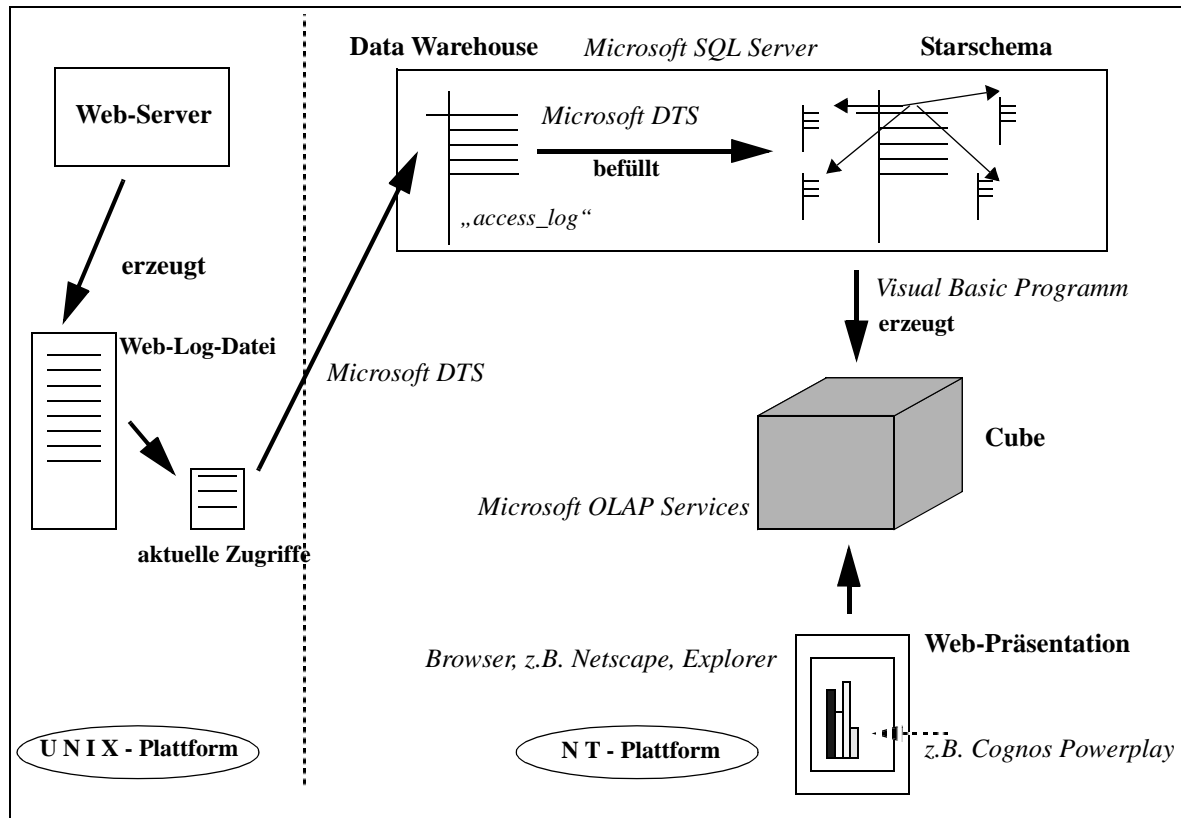 Data Warehouse
Microsoft SQL Server
Starschema
Web-Server
Microsoft DTS
befüllt
„access_log“
erzeugt
Visual Basic Programm
erzeugt
Web-Log-Datei
Microsoft DTS
Cube
Microsoft OLAP Services
aktuelle Zugriffe
Browser, z.B. Netscape, Explorer
Web-Präsentation
U N I X - Plattform
N T - Plattform
z.B. Cognos Powerplay